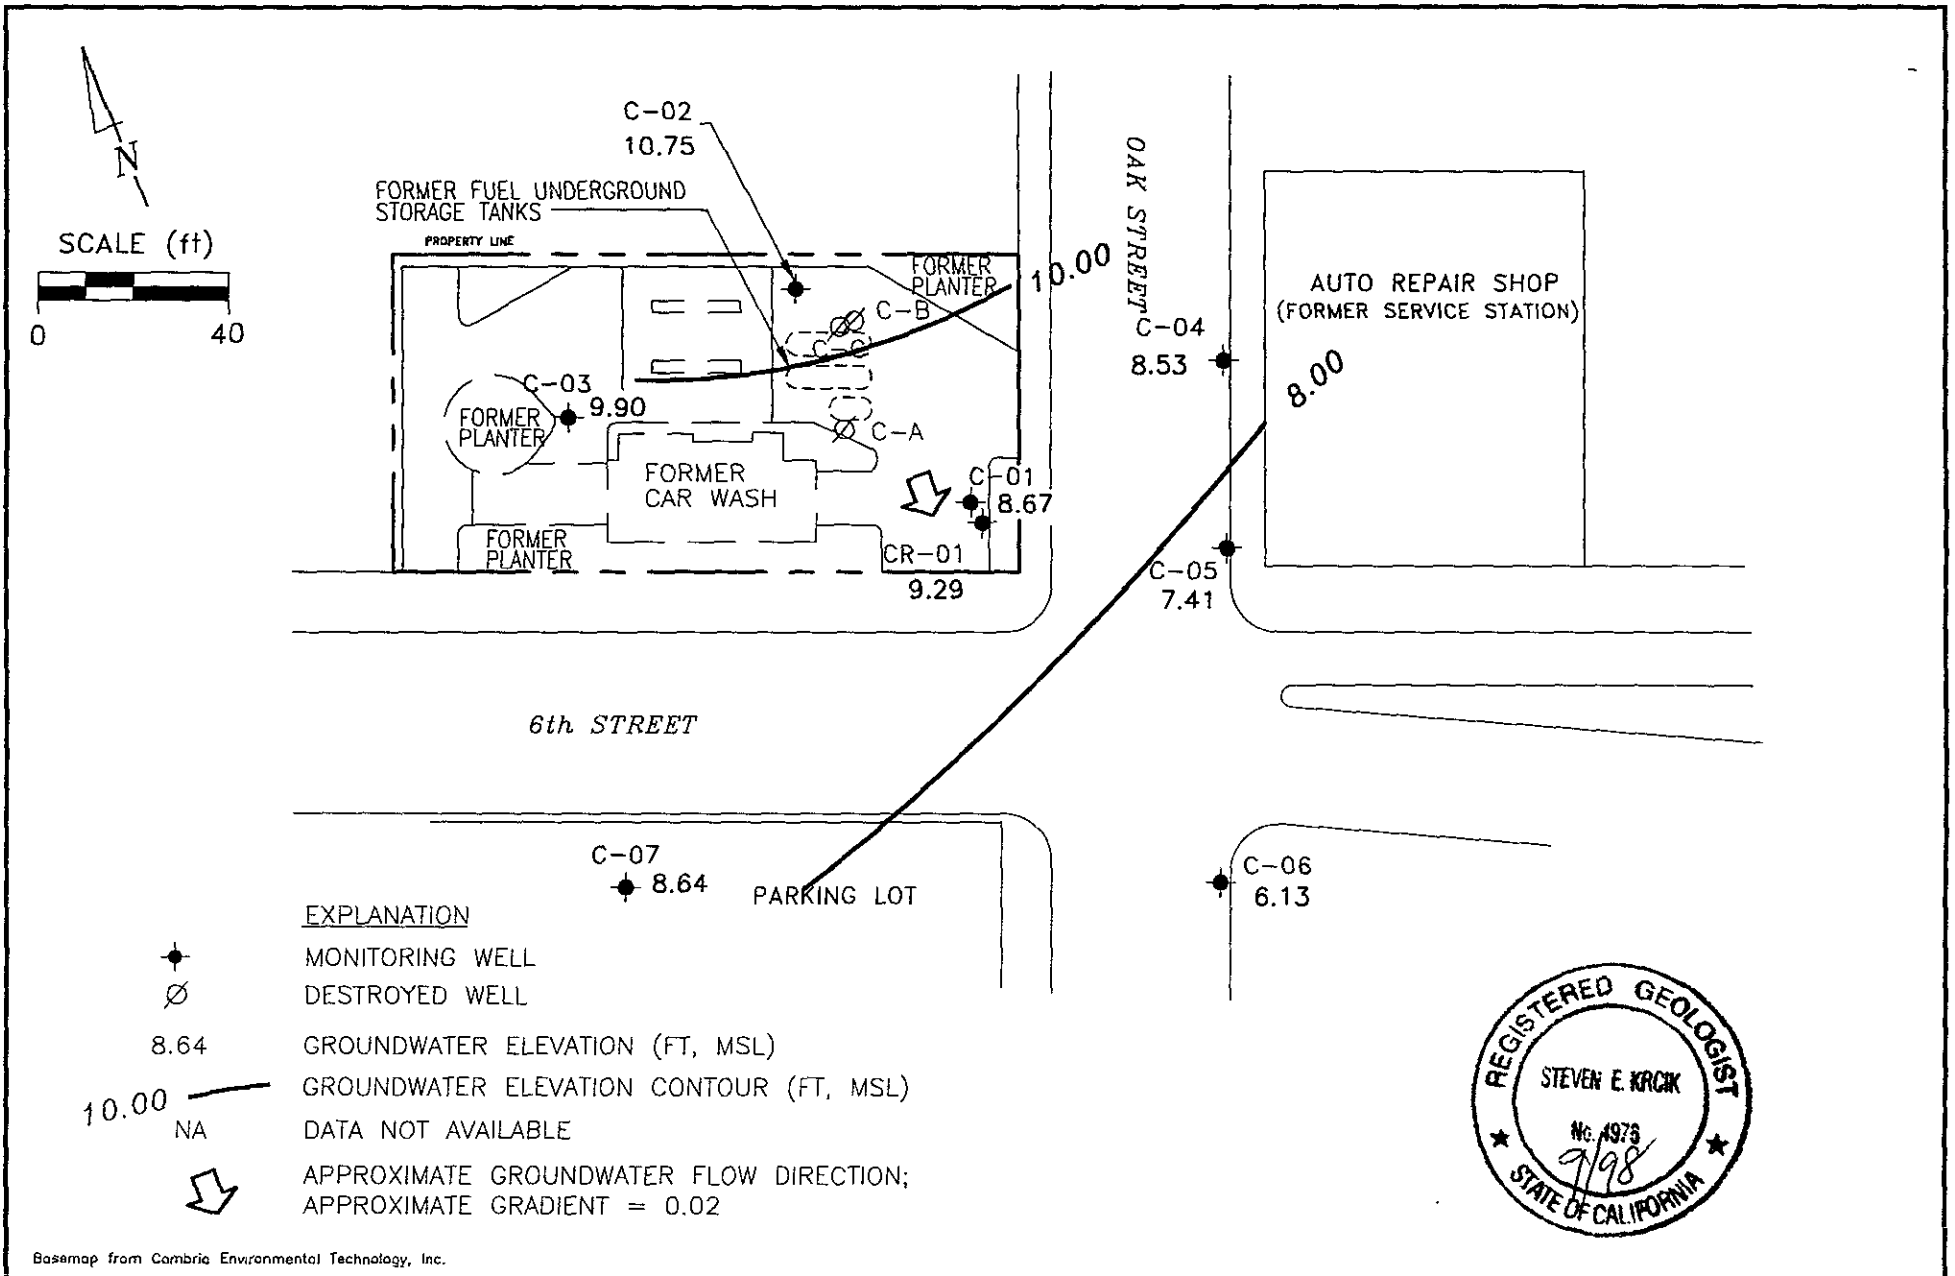 N
SCALE (ft)
0 40
C-02
10.75
FORMER FUEL UNDERGROUND
STORAGE TANKS
PROPERTY LINE
FORMER
PLANTER
10.00
OAK STREET
C-B
C-C
C-03
9.90
FORMER
PLANTER
C-A
FORMER
CAR WASH
C-01
8.67
FORMER
PLANTER
CR-01
9.29
C-04
8.53
AUTO REPAIR SHOP
(FORMER SERVICE STATION)
8.00
C-05
7.41
6th STREET
C-07
8.64
PARKING LOT
C-06
6.13
EXPLANATION
MONITORING WELL
DESTROYED WELL
8.64 GROUNDWATER ELEVATION (FT, MSL)
10.00 GROUNDWATER ELEVATION CONTOUR (FT, MSL)
NA DATA NOT AVAILABLE
APPROXIMATE GROUNDWATER FLOW DIRECTION;
APPROXIMATE GRADIENT = 0.02
REGISTERED GEOLOGIST
STEVEN E. KRCIK
No. 4976
9/98
STATE OF CALIFORNIA
Basemap from Cambria Environmental Technology, Inc.